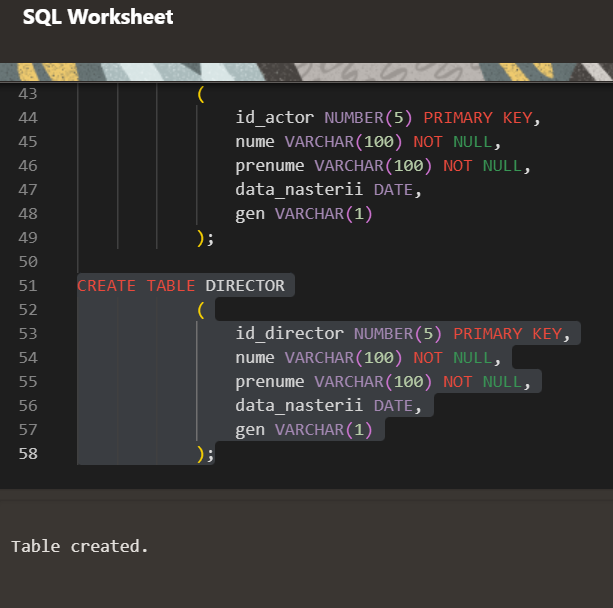 SQL Worksheet
43 (
44 id_actor NUMBER(5) PRIMARY KEY,
45 nume VARCHAR(100) NOT NULL,
46 prenume VARCHAR(100) NOT NULL,
47 data_nasterii DATE,
48 gen VARCHAR(1)
49 );
50
51 CREATE TABLE DIRECTOR
52 (
53 id_director NUMBER(5) PRIMARY KEY,
54 nume VARCHAR(100) NOT NULL,
55 prenume VARCHAR(100) NOT NULL,
56 data_nasterii DATE,
57 gen VARCHAR(1)
58 );
Table created.